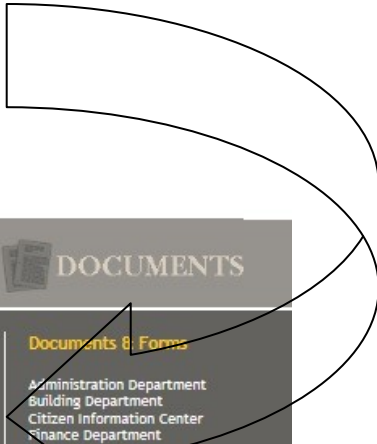 DOCUMENTS
Documents & Forms
Administration Department
Building Department
Citizen Information Center
Finance Department